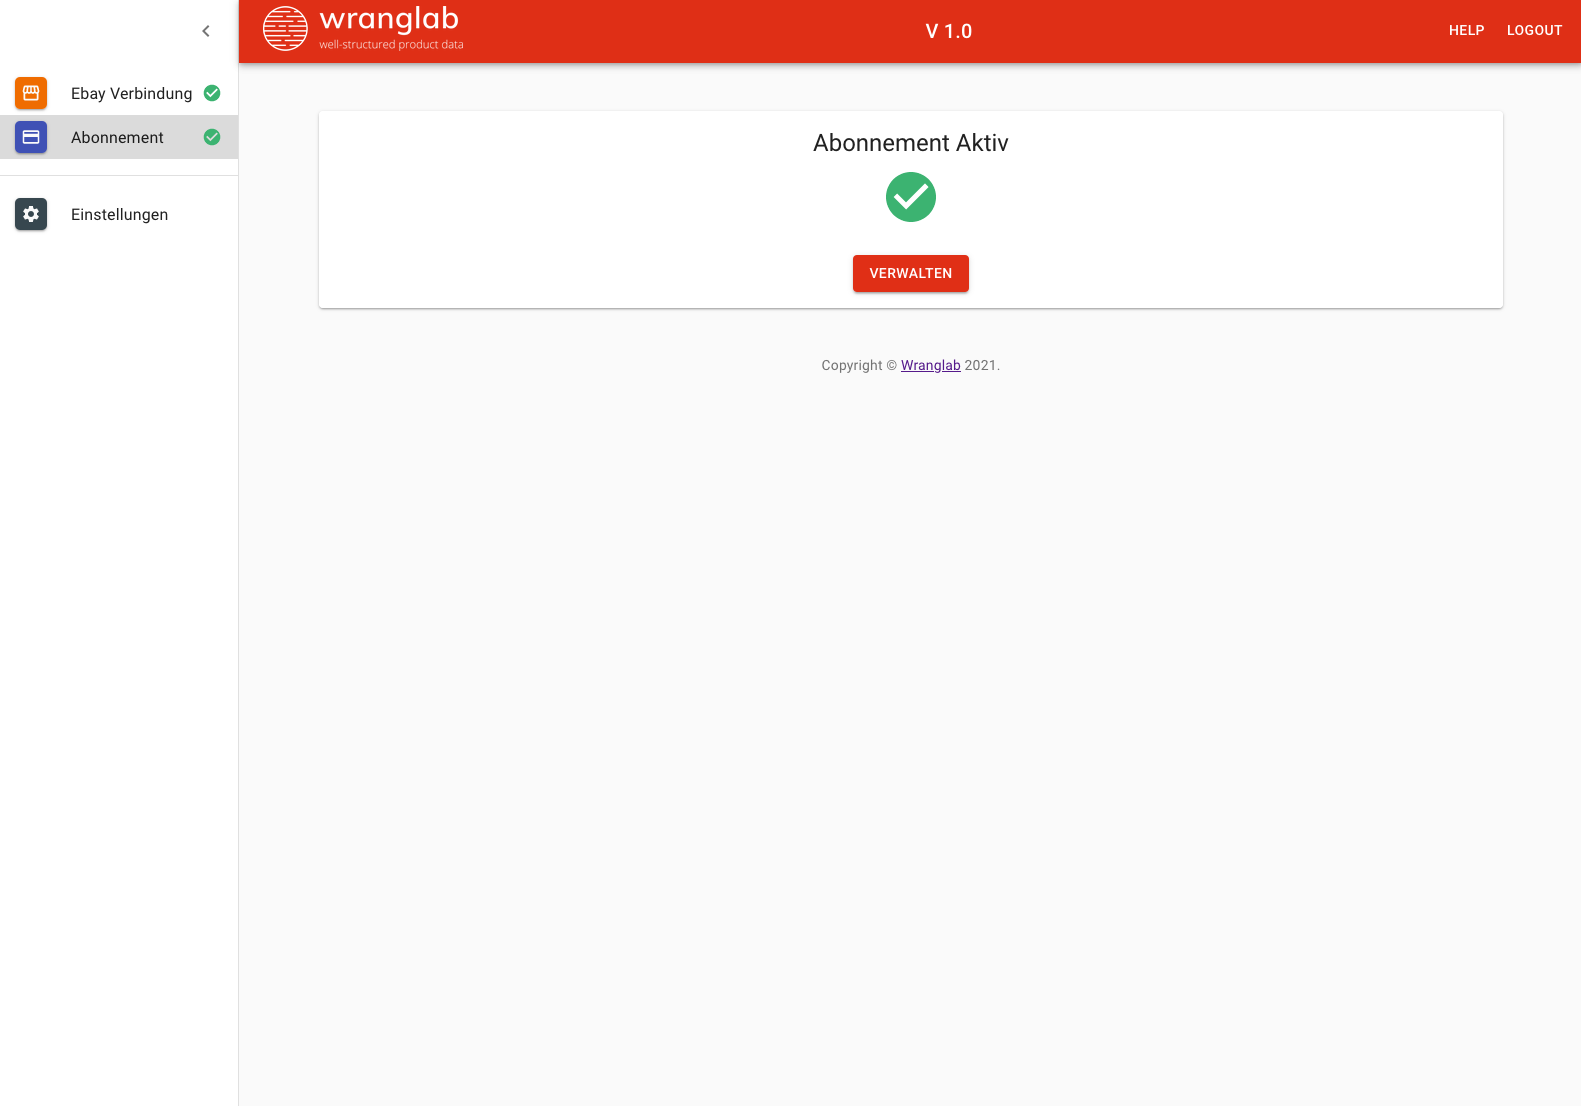 wranglab
well-structured product data
V 1.0
HELP
LOGOUT
Ebay Verbindung
Abonnement
Einstellungen
Abonnement Aktiv
VERWALTEN
Copyright © Wranglab 2021.